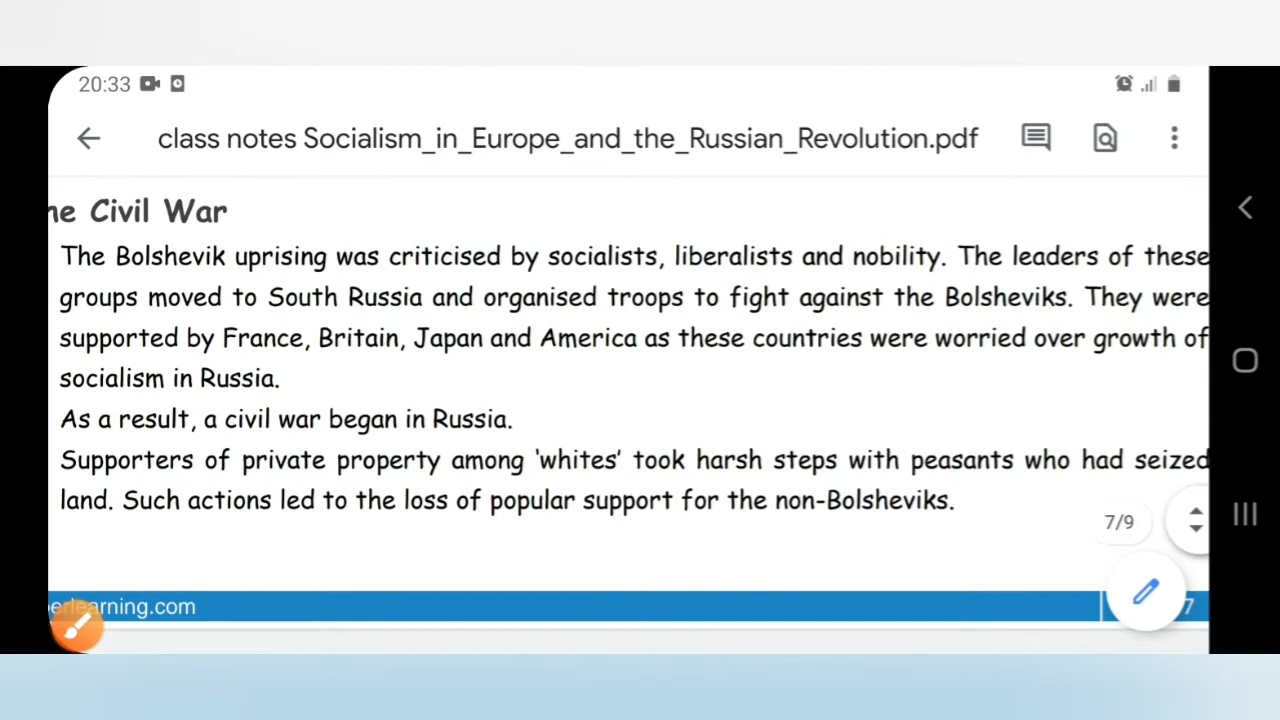 20:33
class notes Socialism_in_Europe_and_the_Russian_Revolution.pdf
he Civil War
The Bolshevik uprising was criticised by socialists, liberalists and nobility. The leaders of these
groups moved to South Russia and organised troops to fight against the Bolsheviks. They were
supported by France, Britain, Japan and America as these countries were worried over growth of
socialism in Russia.
As a result, a civil war began in Russia.
Supporters of private property among ‘whites’ took harsh steps with peasants who had seized
land. Such actions led to the loss of popular support for the non-Bolsheviks.
7/9
erlearning.com
7